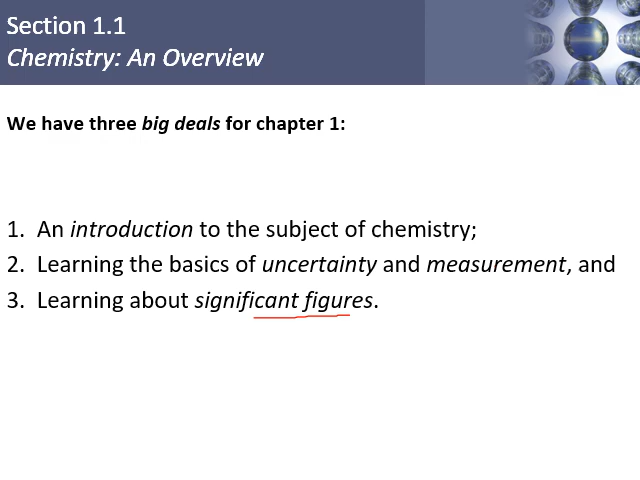 Section 1.1
Chemistry: An Overview
We have three big deals for chapter 1:
1. An introduction to the subject of chemistry;
2. Learning the basics of uncertainty and measurement, and
3. Learning about significant figures.